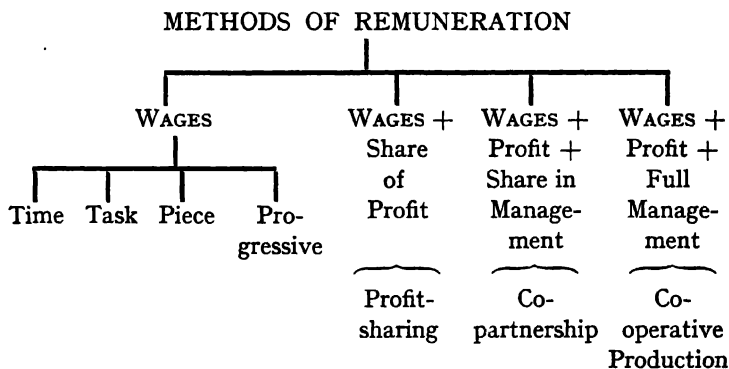 METHODS OF REMUNERATION
WAGES
Time Task Piece Pro-
gressive
WAGES +
Share
of
Profit
Profit-
sharing
WAGES +
Profit +
Share in
Manage-
ment
Co-
partnership
WAGES +
Profit +
Full
Manage-
ment
Co-
operative
Production